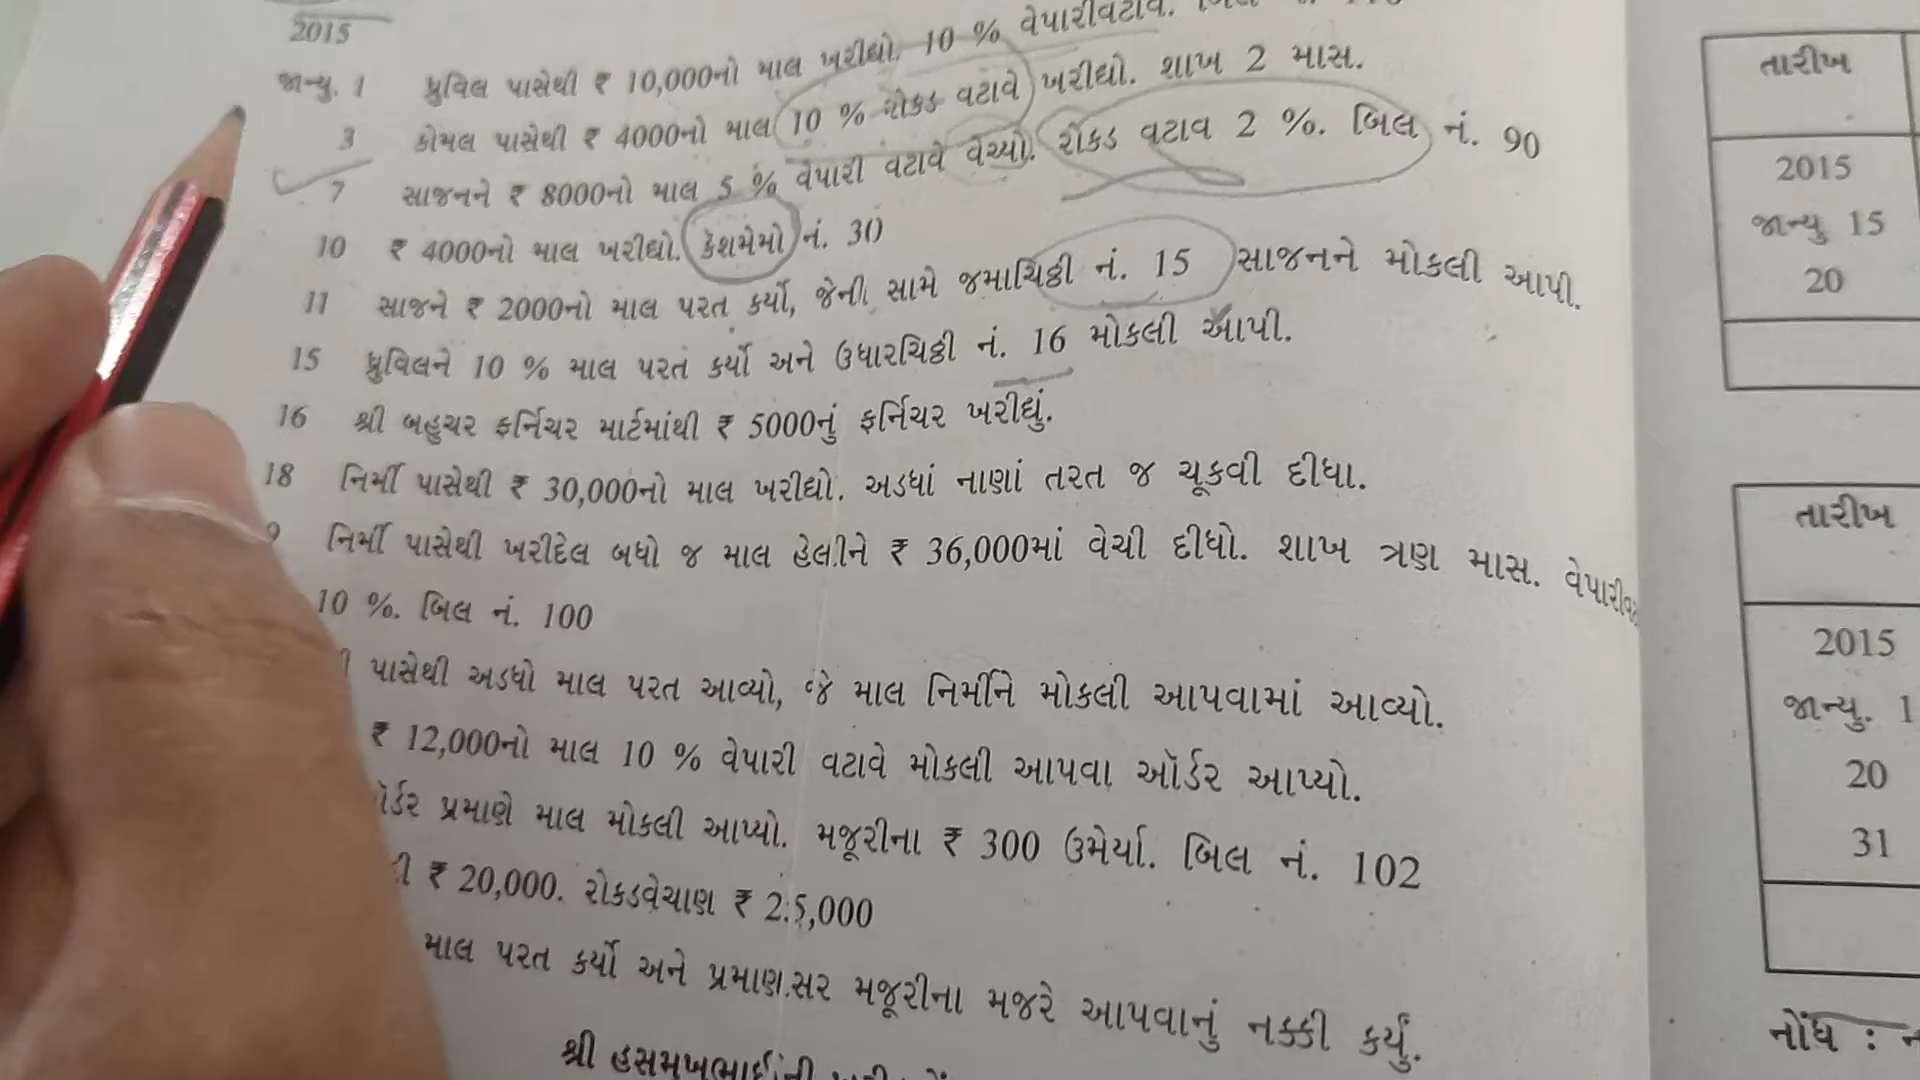 2015
જાન્યુ. 1 ધ્રુવિલ પાસેથી ₹ 10,000નો માલ ખરીદ્યો. 10 % વેપારીવટાવ.
3 કોમલ પાસેથી ₹ 4000નો માલ 10 % રોકડ વટાવે ખરીદ્યો. શાખ 2 માસ.
7 સાજનને ₹ 8000નો માલ 5 % વેપારી વટાવે વેચ્યો. રોકડ વટાવ 2 %. બિલ નં. 90
10 ₹ 4000નો માલ ખરીદ્યો. કૅશમેમો નં. 30
11 સાજને ₹ 2000નો માલ પરત કર્યો, જેની સામે જમાચિઠ્ઠી નં. 15 સાજનને મોકલી આપી.
15 ધ્રુવિલને 10 % માલ પરત કર્યો અને ઉધારચિઠ્ઠી નં. 16 મોકલી આપી.
16 શ્રી બહુચર ફર્નિચર માર્ટમાંથી ₹ 5000નું ફર્નિચર ખરીદ્યું.
18 નિર્મી પાસેથી ₹ 30,000નો માલ ખરીદ્યો. અડધાં નાણાં તરત જ ચૂકવી દીધા.
9 નિર્મી પાસેથી ખરીદેલ બધો જ માલ હેલીને ₹ 36,000માં વેચી દીધો. શાખ ત્રણ માસ.
10 %. બિલ નં. 100
પાસેથી અડધો માલ પરત આવ્યો, જે માલ નિર્મીને મોકલી આપવામાં આવ્યો.
₹ 12,000નો માલ 10 % વેપારી વટાવે મોકલી આપવા ઑર્ડર આપ્યો.
ઑર્ડર પ્રમાણે માલ મોકલી આપ્યો. મજૂરીના ₹ 300 ઉમેર્યા. બિલ નં. 102
₹ 20,000. રોકડવેચાણ ₹ 25,000
માલ પરત કર્યો અને પ્રમાણસર મજૂરીના મજરે આપવાનું નક્કી કર્યું.
શ્રી હસમુખભાઈની
તારીખ
2015
જાન્યુ 15
20
તારીખ
2015
જાન્યુ. 1
20
31
નોંધ :